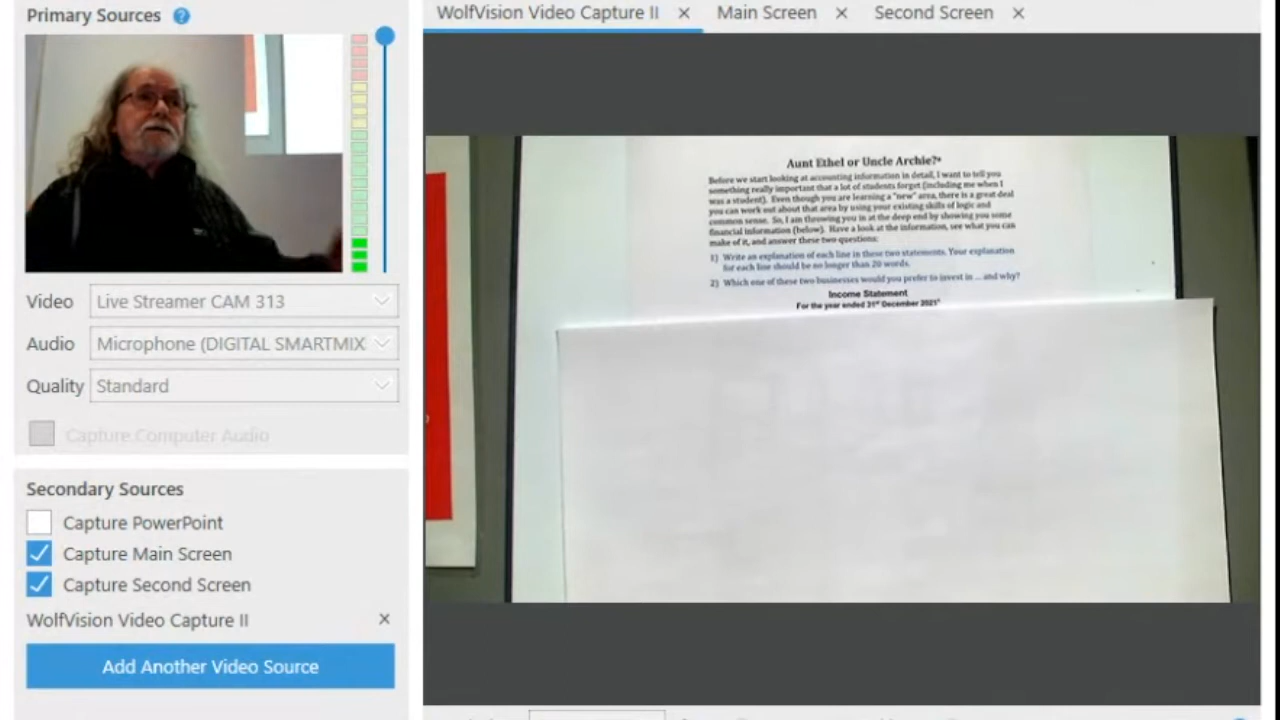 Primary Sources
Video
Live Streamer CAM 313
Audio
Microphone (DIGITAL SMARTMIX
Quality
Standard
Capture Computer Audio
Secondary Sources
Capture PowerPoint
Capture Main Screen
Capture Second Screen
WolfVision Video Capture II
Add Another Video Source
WolfVision Video Capture II
Main Screen
Second Screen
Aunt Ethel or Uncle Archie?*
Before we start looking at accounting information in detail, I want to tell you
something really important that a lot of students forget (including me when I
was a student). Even though you are learning a "new" area, there is a great deal
you can work out about that area by using your existing skills of logic and
common sense. So, I am throwing you in at the deep end by showing you some
financial information (below). Have a look at the information, see what you can
make of it, and answer these two questions:
1) Write an explanation of each line in these two statements. Your explanation
for each line should be no longer than 20 words.
2) Which one of these two businesses would you prefer to invest in ... and why?
Income Statement
For the year ended 31st December 2021